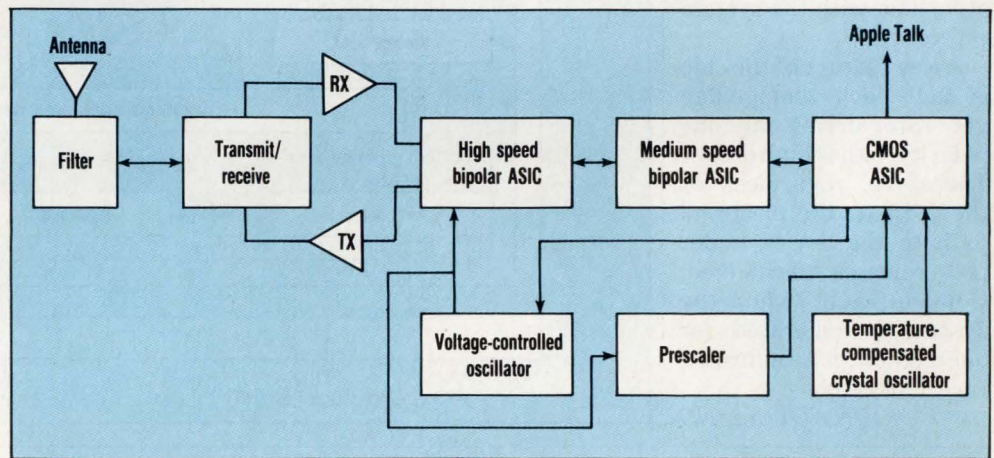 Antenna
Apple Talk
RX
Filter
Transmit/
receive
High speed
bipolar ASIC
Medium speed
bipolar ASIC
CMOS
ASIC
TX
Voltage-controlled
oscillator
Prescaler
Temperature-
compensated
crystal oscillator